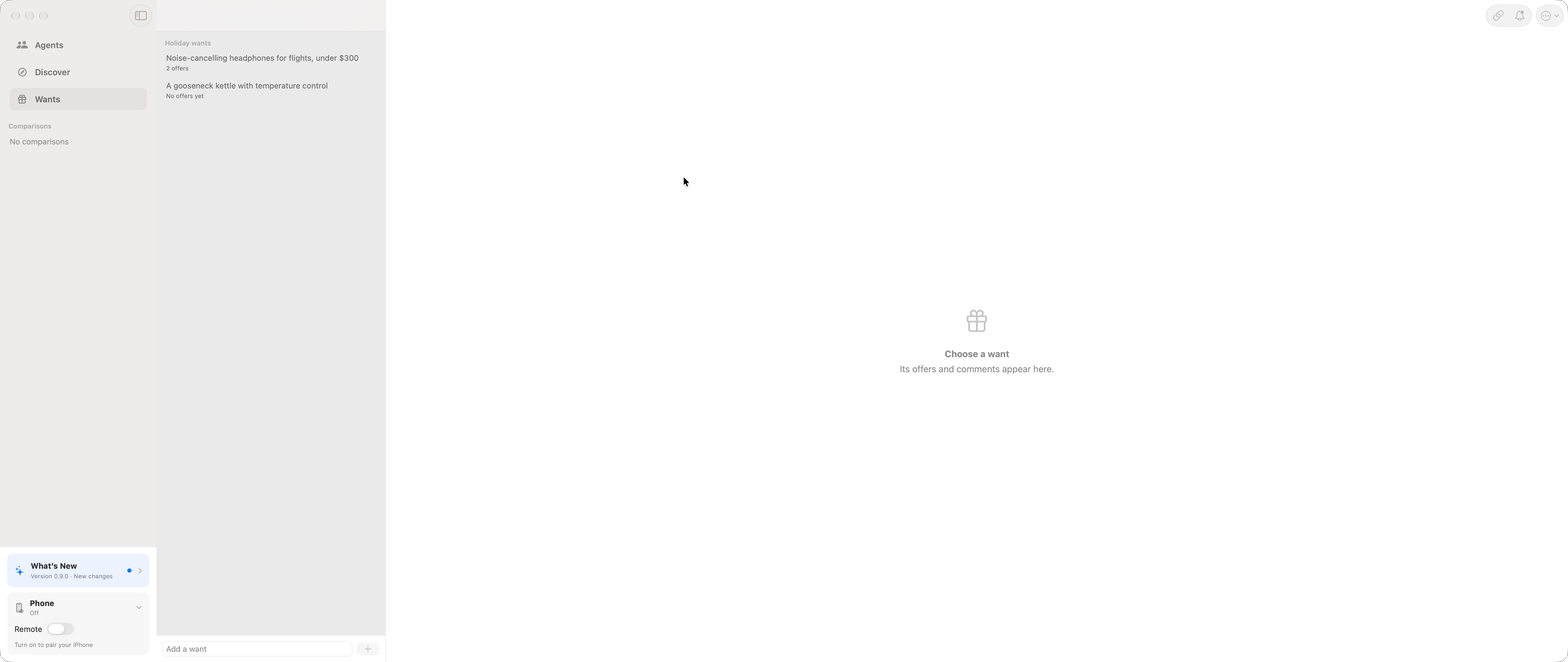 Agents
Discover
Wants
Comparisons
No comparisons
What's New
Version 0.9.0 · New changes
Phone
Off
Remote
Turn on to pair your iPhone
Holiday wants
Noise-cancelling headphones for flights, under $300
2 offers
A gooseneck kettle with temperature control
No offers yet
Add a want
Choose a want
Its offers and comments appear here.